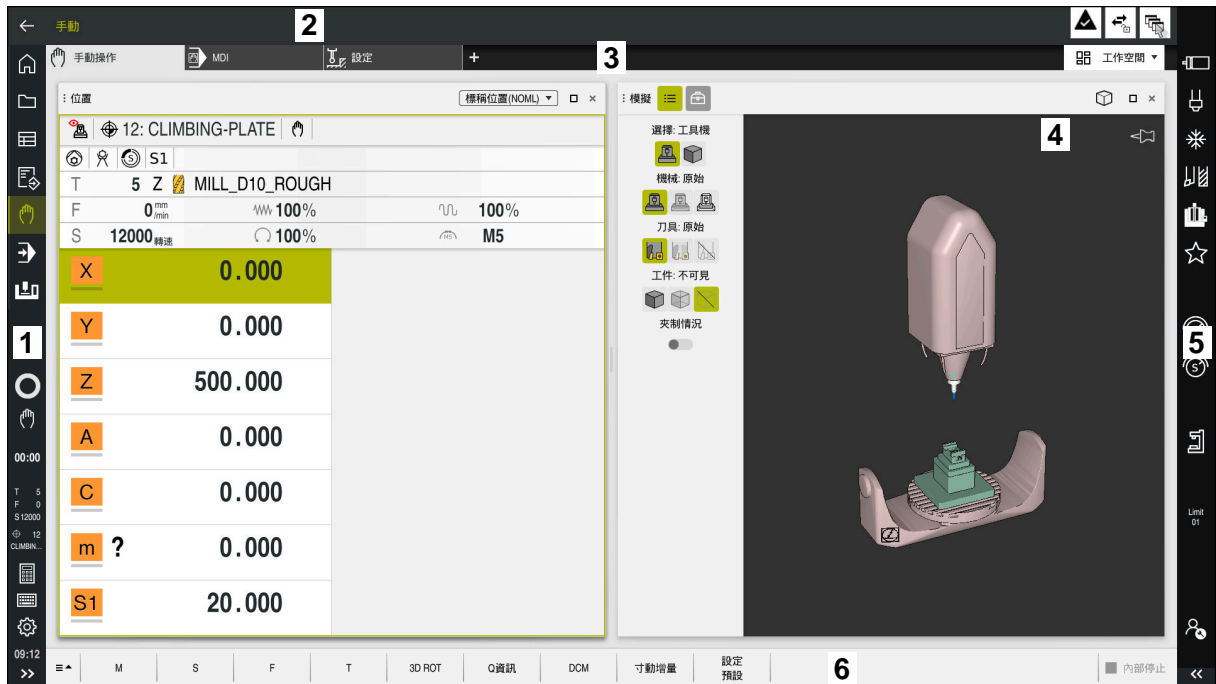 手動
2
手動操作
MDI
設定
+
3
工作空間
位置
標稱位置(NOML)
12: CLIMBING-PLATE
S1
T 5 Z MILL_D10_ROUGH
F 0 mm/min 100% 100%
S 12000 轉速 100% M5
X 0.000
Y 0.000
Z 500.000
A 0.000
C 0.000
m ? 0.000
S1 20.000
模擬
選擇: 工具機
機械: 原始
刀具: 原始
工件: 不可見
夾制情況
4
1
00:00
T 5
F 0
S 12000
12
CLIMBIN...
09:12
5
S
Limit
01
M
S
F
T
3D ROT
Q資訊
DCM
寸動增量
設定
預設
6
內部停止